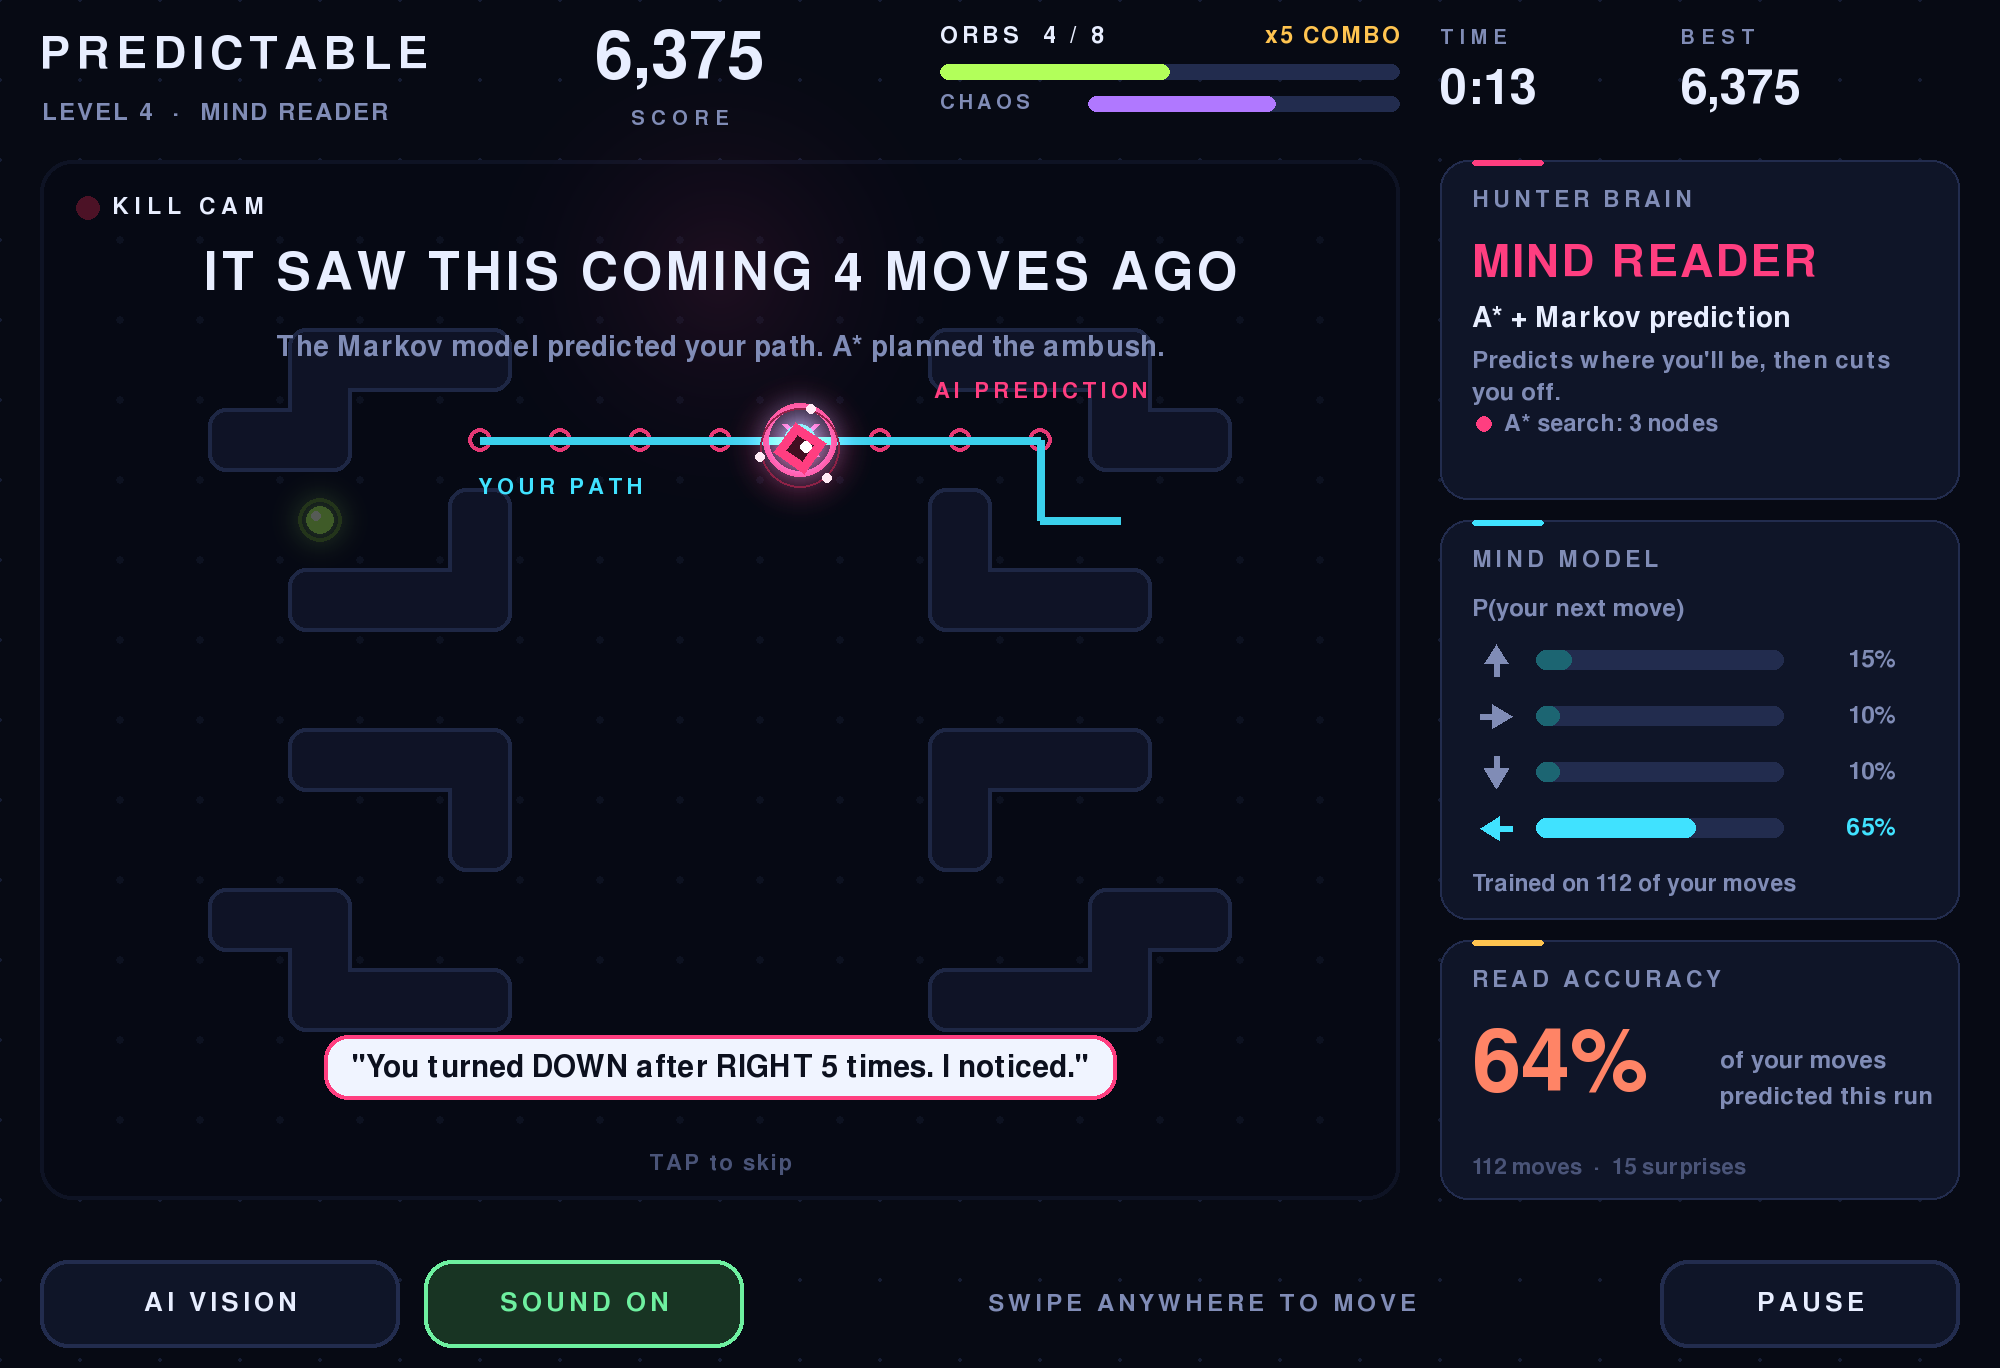 PREDICTABLE
LEVEL 4 · MIND READER
6,375
SCORE
ORBS 4 / 8
x5 COMBO
CHAOS
TIME
0:13
BEST
6,375
KILL CAM
IT SAW THIS COMING 4 MOVES AGO
The Markov model predicted your path. A* planned the ambush.
AI PREDICTION
YOUR PATH
"You turned DOWN after RIGHT 5 times. I noticed."
TAP to skip
HUNTER BRAIN
MIND READER
A* + Markov prediction
Predicts where you'll be, then cuts
you off.
A* search: 3 nodes
MIND MODEL
P(your next move)
15%
10%
10%
65%
Trained on 112 of your moves
READ ACCURACY
64%
of your moves
predicted this run
112 moves · 15 surprises
AI VISION
SOUND ON
SWIPE ANYWHERE TO MOVE
PAUSE